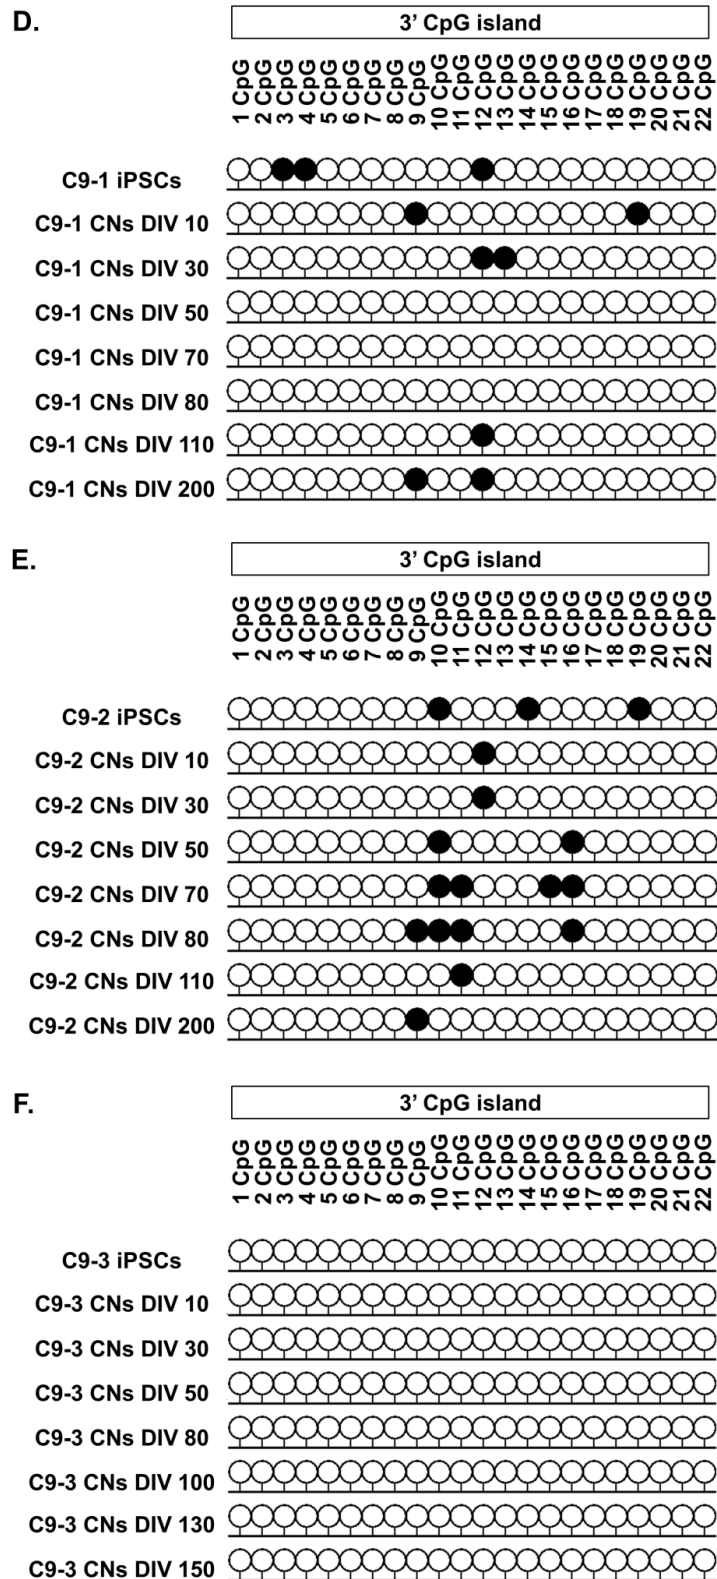 D.
3’ CpG island
1 CpG
2 CpG
3 CpG
4 CpG
5 CpG
6 CpG
7 CpG
8 CpG
9 CpG
10 CpG
11 CpG
12 CpG
13 CpG
14 CpG
15 CpG
16 CpG
17 CpG
18 CpG
19 CpG
20 CpG
21 CpG
22 CpG
C9-1 iPSCs
C9-1 CNs DIV 10
C9-1 CNs DIV 30
C9-1 CNs DIV 50
C9-1 CNs DIV 70
C9-1 CNs DIV 80
C9-1 CNs DIV 110
C9-1 CNs DIV 200
E.
3’ CpG island
1 CpG
2 CpG
3 CpG
4 CpG
5 CpG
6 CpG
7 CpG
8 CpG
9 CpG
10 CpG
11 CpG
12 CpG
13 CpG
14 CpG
15 CpG
16 CpG
17 CpG
18 CpG
19 CpG
20 CpG
21 CpG
22 CpG
C9-2 iPSCs
C9-2 CNs DIV 10
C9-2 CNs DIV 30
C9-2 CNs DIV 50
C9-2 CNs DIV 70
C9-2 CNs DIV 80
C9-2 CNs DIV 110
C9-2 CNs DIV 200
F.
3’ CpG island
1 CpG
2 CpG
3 CpG
4 CpG
5 CpG
6 CpG
7 CpG
8 CpG
9 CpG
10 CpG
11 CpG
12 CpG
13 CpG
14 CpG
15 CpG
16 CpG
17 CpG
18 CpG
19 CpG
20 CpG
21 CpG
22 CpG
C9-3 iPSCs
C9-3 CNs DIV 10
C9-3 CNs DIV 30
C9-3 CNs DIV 50
C9-3 CNs DIV 80
C9-3 CNs DIV 100
C9-3 CNs DIV 130
C9-3 CNs DIV 150